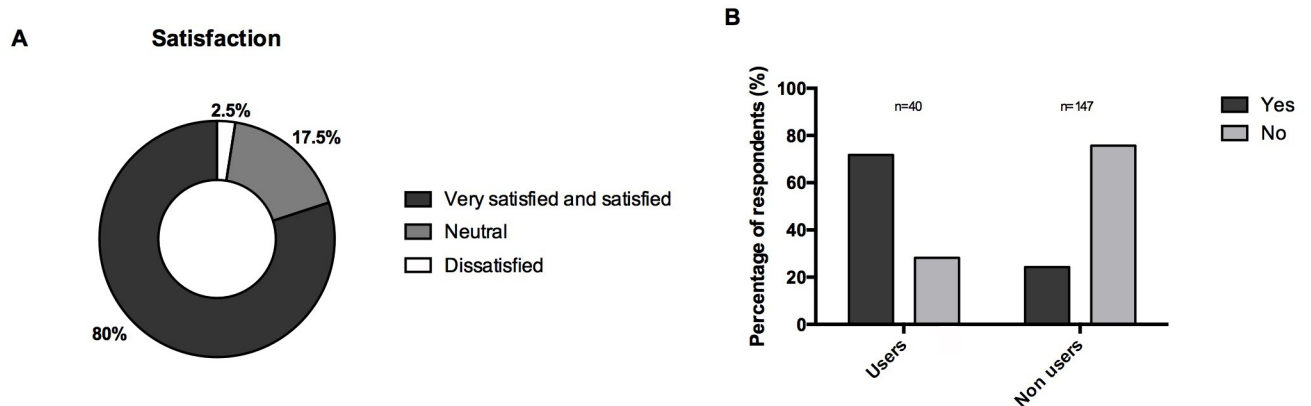 A
Satisfaction
2.5%
17.5%
80%
Very satisfied and satisfied
Neutral
Dissatisfied
B
Percentage of respondents (%)
100
80
60
40
20
0
n=40
n=147
Users
Non users
Yes
No